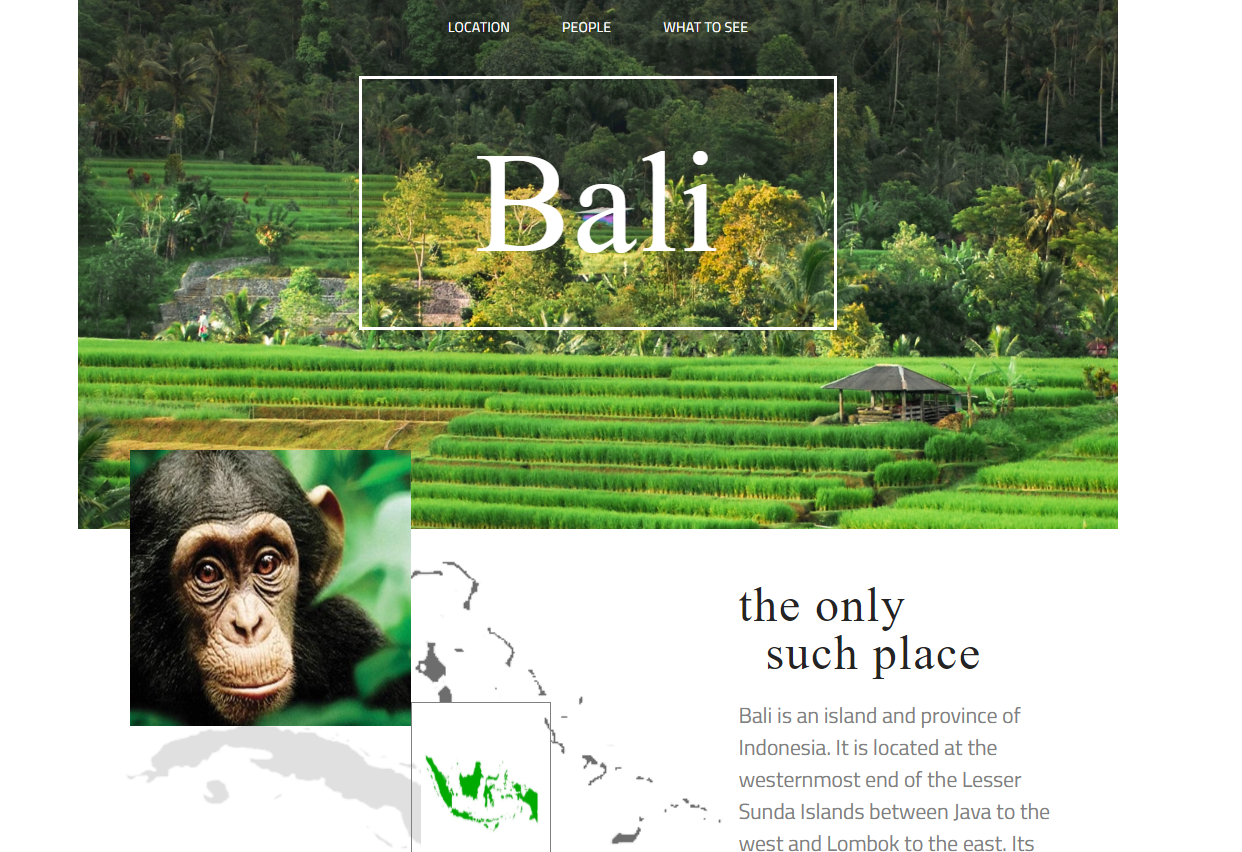 LOCATION PEOPLE WHAT TO SEE
Bali
the only
such place
Bali is an island and province of
Indonesia. It is located at the
westernmost end of the Lesser
Sunda Islands between Java to the
west and Lombok to the east. Its